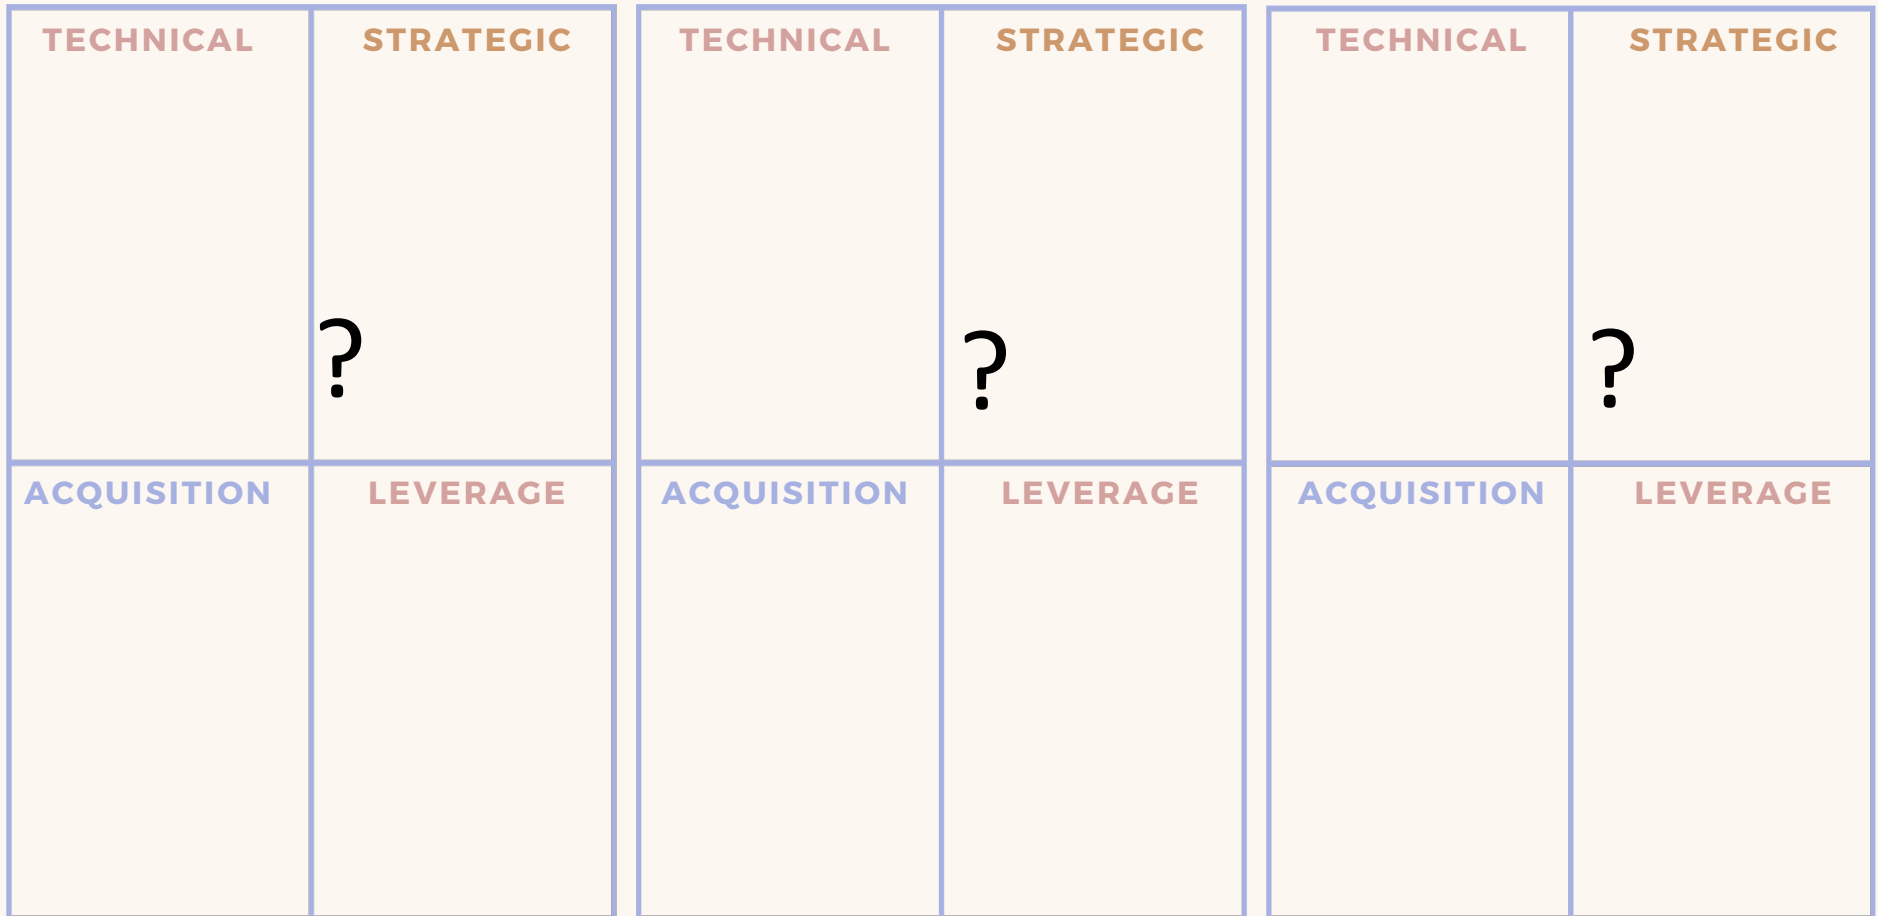 TECHNICAL STRATEGIC TECHNICAL STRATEGIC TECHNICAL STRATEGIC
? ? ?
ACQUISITION LEVERAGE ACQUISITION LEVERAGE ACQUISITION LEVERAGE